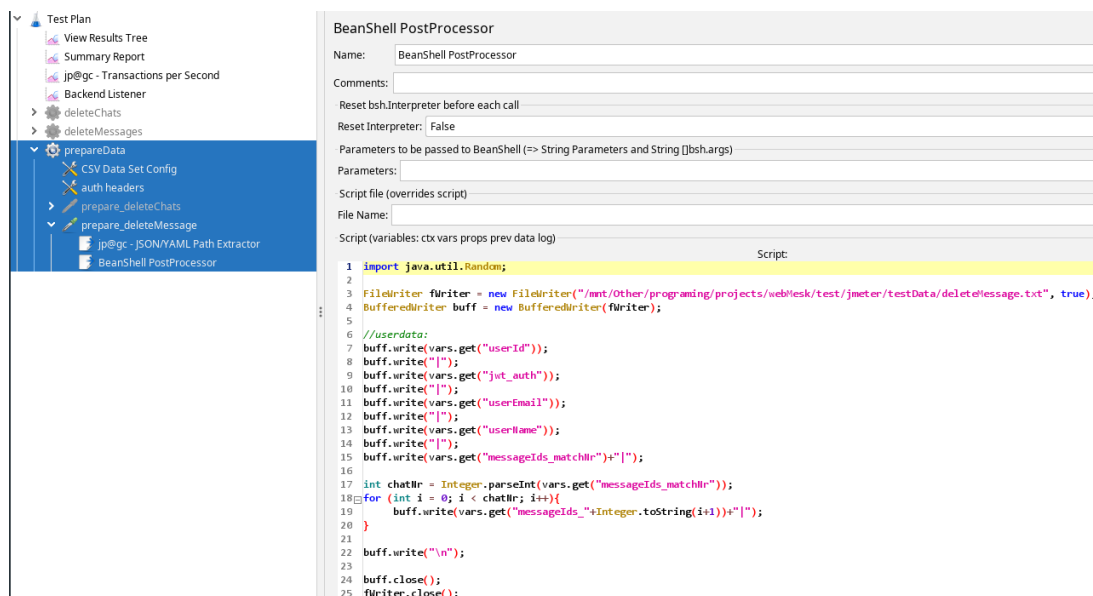 Test Plan
View Results Tree
Summary Report
jp@gc - Transactions per Second
Backend Listener
deleteChats
deleteMessages
prepareData
CSV Data Set Config
auth headers
prepare_deleteChats
prepare_deleteMessage
jp@gc - JSON/YAML Path Extractor
BeanShell PostProcessor
BeanShell PostProcessor
Name: BeanShell PostProcessor
Comments:
Reset bsh.Interpreter before each call
Reset Interpreter: False
Parameters to be passed to BeanShell (=> String Parameters and String []bsh.args)
Parameters:
Script file (overrides script)
File Name:
Script (variables: ctx vars props prev data log)
Script:
1 import java.util.Random;
2
3 FileWriter fWriter = new FileWriter("/mnt/Other/programing/projects/webMesk/test/jmeter/testData/deleteMessage.txt", true);
4 BufferedWriter buff = new BufferedWriter(fWriter);
5
6 //userdata:
7 buff.write(vars.get("userId"));
8 buff.write("|");
9 buff.write(vars.get("jwt_auth"));
10 buff.write("|");
11 buff.write(vars.get("userEmail"));
12 buff.write("|");
13 buff.write(vars.get("userName"));
14 buff.write("|");
15 buff.write(vars.get("messageIds_matchNr")+"|");
16
17 int chatNr = Integer.parseInt(vars.get("messageIds_matchNr"));
18 for (int i = 0; i < chatNr; i++){
19 buff.write(vars.get("messageIds_"+Integer.toString(i+1))+"|");
20 }
21
22 buff.write("\n");
23
24 buff.close();
25 fWriter.close();